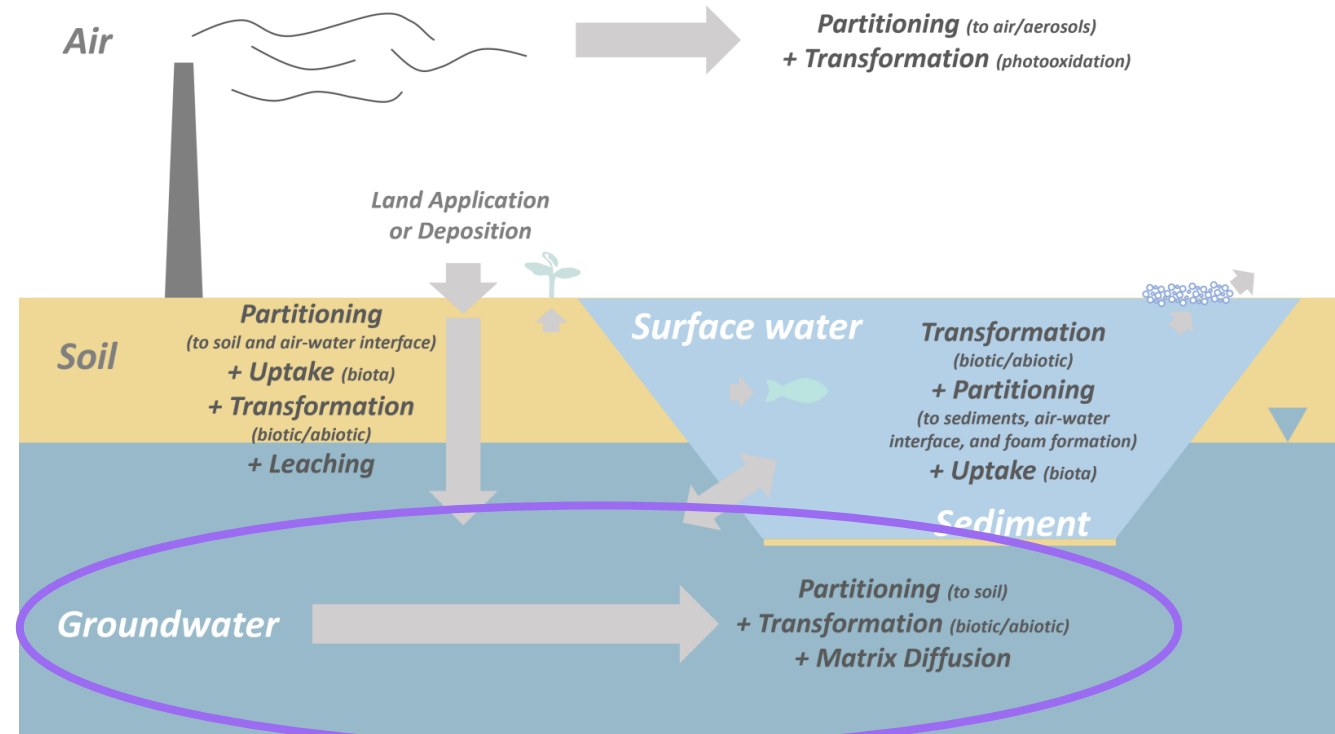 Air
Partitioning (to air/aerosols)
+ Transformation (photooxidation)
Land Application
or Deposition
Soil
Partitioning
(to soil and air-water interface)
+ Uptake (biota)
+ Transformation
(biotic/abiotic)
+ Leaching
Surface water
Transformation
(biotic/abiotic)
+ Partitioning
(to sediments, air-water
interface, and foam formation)
+ Uptake (biota)
Sediment
Groundwater
Partitioning (to soil)
+ Transformation (biotic/abiotic)
+ Matrix Diffusion